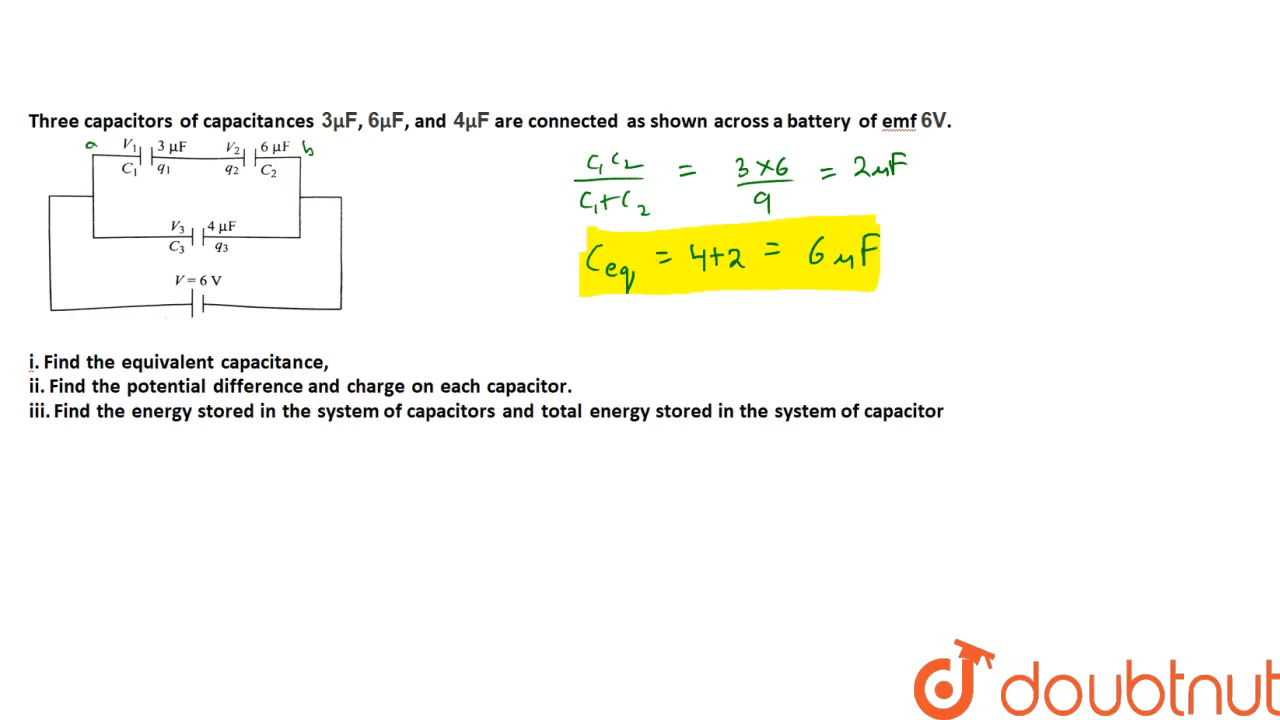 Three capacitors of capacitances 3μF, 6μF, and 4μF are connected as shown across a battery of emf 6V.
a V₁ 3 μF V₂ 6 μF b
C₁ q₁ q₂ C₂
V₃ 4 μF
C₃ q₃
V = 6 V
C₁C₂/C₁+C₂ = 3×6/9 = 2μF
Ceq = 4+2 = 6μF
i. Find the equivalent capacitance,
ii. Find the potential difference and charge on each capacitor.
iii. Find the energy stored in the system of capacitors and total energy stored in the system of capacitor
doubtnut